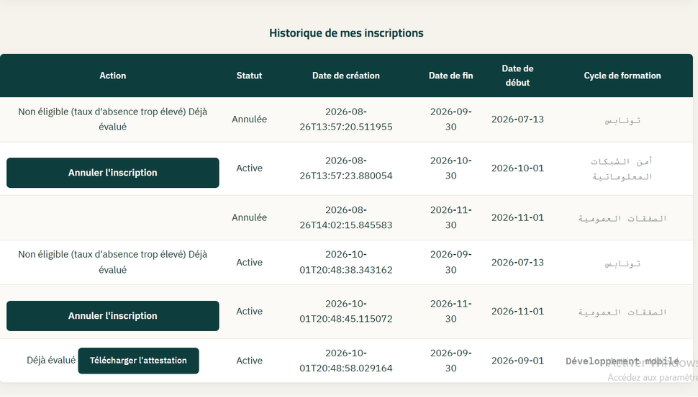 Historique de mes inscriptions
Action Statut Date de création Date de fin Date de début Cycle de formation
Non éligible (taux d'absence trop élevé) Déjà évalué Annulée 2026-08-26T13:57:20.511955 2026-09-30 2026-07-13 تونابس
Annuler l'inscription Active 2026-08-26T13:57:23.880054 2026-10-30 2026-10-01 أمن الشبكات المعلوماتية
Annulée 2026-08-26T14:02:15.845583 2026-11-30 2026-11-01 الصفقات العمومية
Non éligible (taux d'absence trop élevé) Déjà évalué Active 2026-10-01T20:48:38.343162 2026-09-30 2026-07-13 تونابس
Annuler l'inscription Active 2026-10-01T20:48:45.115072 2026-11-30 2026-11-01 الصفقات العمومية
Déjà évalué Télécharger l'attestation Active 2026-10-01T20:48:58.029164 2026-09-30 2026-09-01 Développement mobile
Activer Windows
Accédez aux paramètr